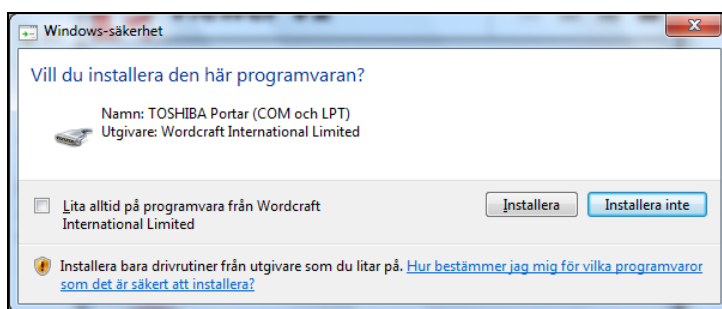 Windows-säkerhet
Vill du installera den här programvaran?
Namn: TOSHIBA Portar (COM och LPT)
Utgivare: Wordcraft International Limited
Lita alltid på programvara från Wordcraft
International Limited
Installera
Installera inte
Installera bara drivrutiner från utgivare som du litar på. Hur bestämmer jag mig för vilka programvaror
som det är säkert att installera?